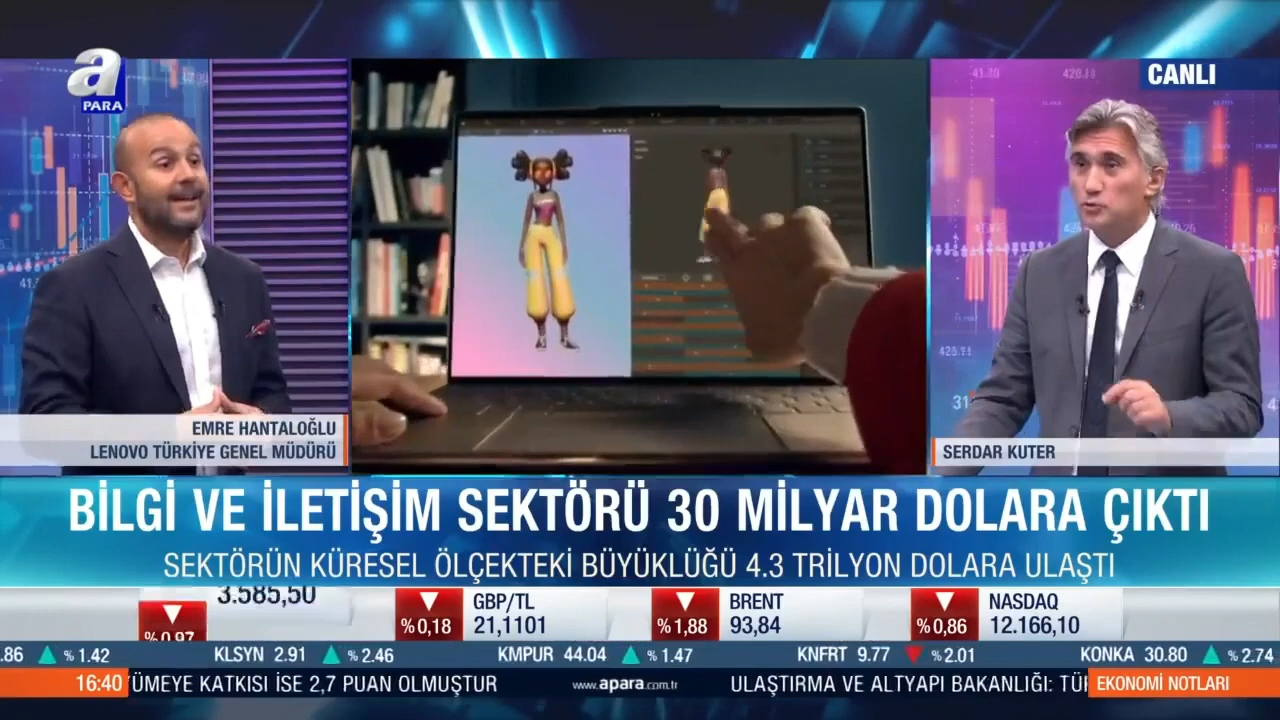 a
PARA
CANLI
EMRE HANTALOĞLU
LENOVO TÜRKİYE GENEL MÜDÜRÜ
SERDAR KUTER
BİLGİ VE İLETİŞİM SEKTÖRÜ 30 MİLYAR DOLARA ÇIKTI
SEKTÖRÜN KÜRESEL ÖLÇEKTEKİ BÜYÜKLÜĞÜ 4.3 TRİLYON DOLARA ULAŞTI
%0,97 3.585,50
%0,18 GBP/TL 21,1101
%1,88 BRENT 93,84
%0,86 NASDAQ 12.166,10
.86 %1.42 KLSYN 2.91 %2.46 KMPUR 44.04 %1.47 KNFRT 9.77 %2.01 KONKA 30.80 %2.74
16:40 ÜYÜMEYE KATKISI İSE 2,7 PUAN OLMUŞTUR www.apara.com.tr ULAŞTIRMA VE ALTYAPI BAKANLIĞI: EKONOMİ NOTLARI